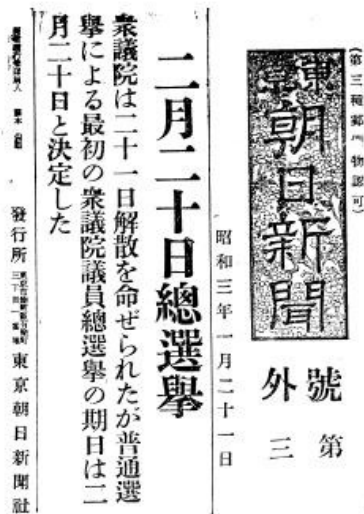 (第三種郵便物認可)
東京朝日新聞
號外
第三
昭和三年一月二十一日
二月二十日總選擧
衆議院は二十一日解散を命ぜられたが普通選
擧による最初の衆議院議員總選擧の期日は二
月二十日と決定した
發行所
東京朝日新聞社